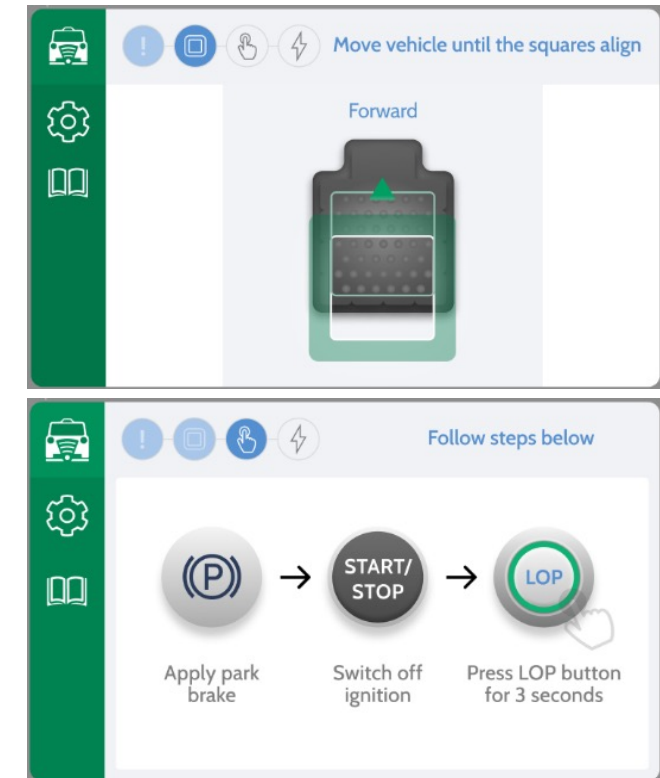 Move vehicle until the squares align
Forward
Follow steps below
(P)
START/
STOP
LOP
Apply park
brake
Switch off
ignition
Press LOP button
for 3 seconds